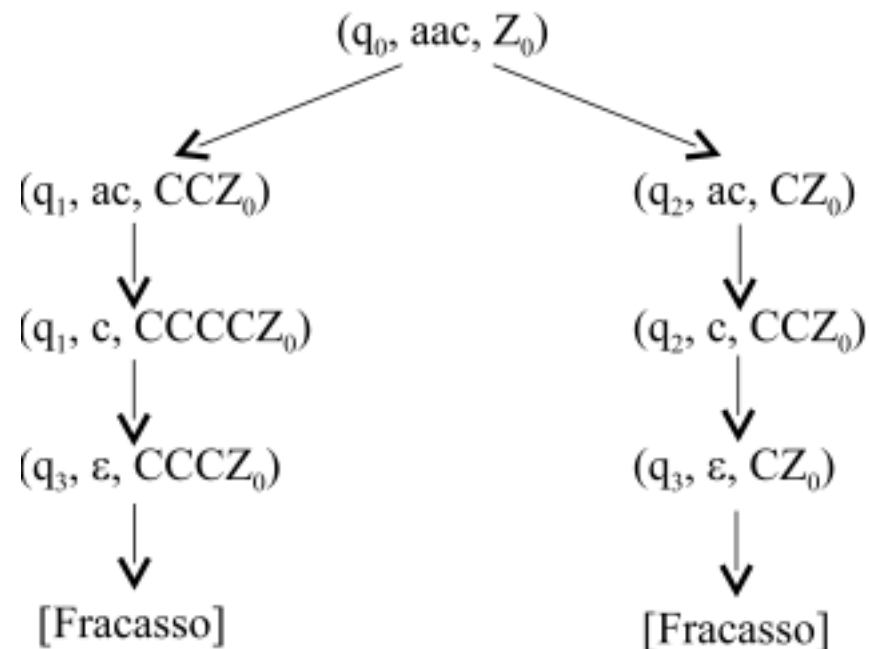 (q₀, aac, Z₀)
(q₁, ac, CCZ₀)
(q₂, ac, CZ₀)
(q₁, c, CCCCZ₀)
(q₂, c, CCZ₀)
(q₃, ε, CCCZ₀)
(q₃, ε, CZ₀)
[Fracasso]
[Fracasso]